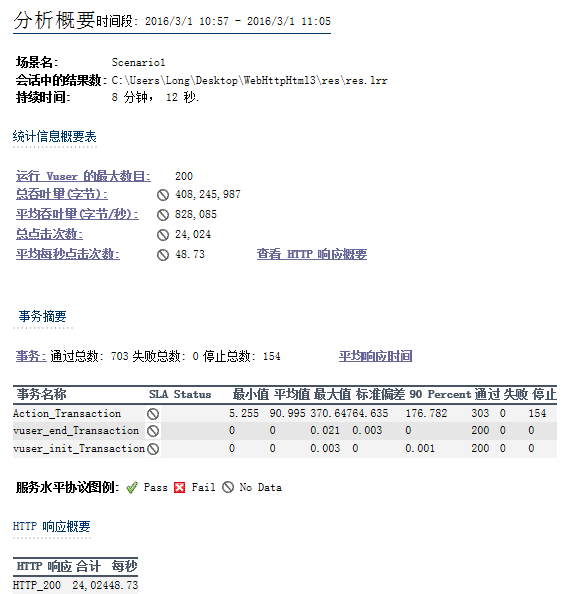 分析概要时间段: 2016/3/1 10:57 - 2016/3/1 11:05
场景名: Scenario1
会话中的结果数: C:\Users\Long\Desktop\WebHttpHtml3\res\res.lrr
持续时间: 8 分钟, 12 秒.
统计信息概要表
运行 Vuser 的最大数目: 200
总吞吐量(字节): 408,245,987
平均吞吐量(字节/秒): 828,085
总点击次数: 24,024
平均每秒点击次数: 48.73 查看 HTTP 响应概要
事务摘要
事务: 通过总数: 703 失败总数: 0 停止总数: 154 平均响应时间
事务名称 SLA Status 最小值 平均值 最大值 标准偏差 90 Percent 通过 失败 停止
Action_Transaction 5.255 90.995 370.647 64.635 176.782 303 0 154
vuser_end_Transaction 0 0 0.021 0.003 0 200 0 0
vuser_init_Transaction 0 0 0.003 0 0.001 200 0 0
服务水平协议图例: Pass Fail No Data
HTTP 响应概要
HTTP 响应 合计 每秒
HTTP_200 24,024 48.73